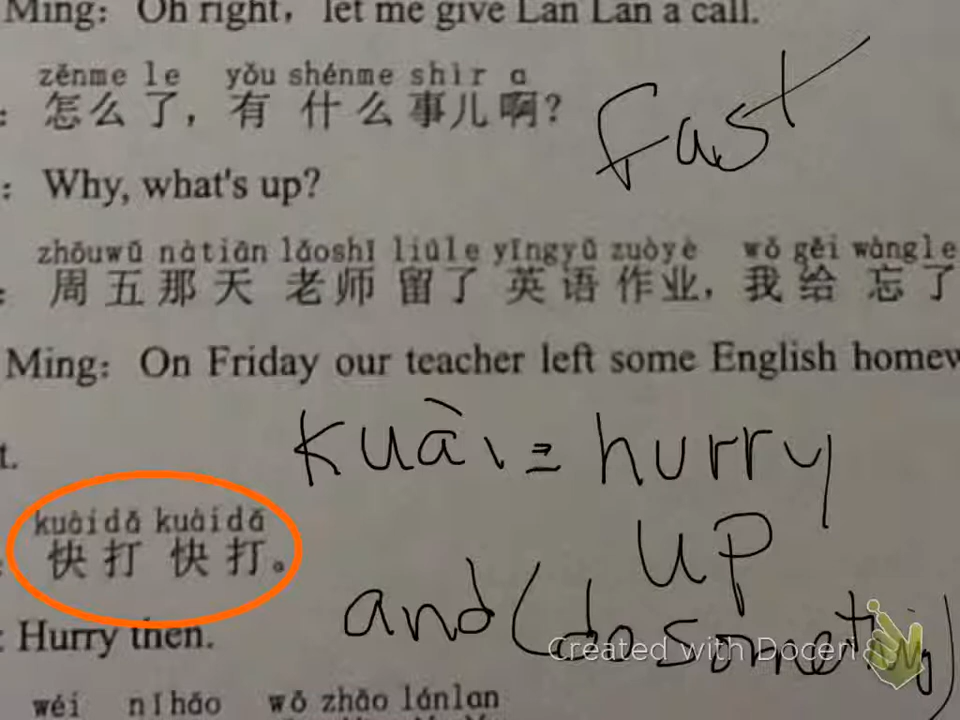 Ming: Oh right, let me give Lan Lan a call.
zěnme le yǒu shénme shìr a
: 怎么了，有什么事儿啊？
Fast
: Why, what's up?
zhōuwǔ nàtiān lǎoshī liúle yīngyǔ zuòyè wǒ gěi wàngle
: 周五那天老师留了英语作业，我给忘了
Ming: On Friday our teacher left some English homew
t.
kuài = hurry
up
kuàidǎ kuàidǎ
: 快打快打。
and (do someting)
: Hurry then.
Created with Doceri
wéi nǐhǎo wǒ zhǎo lánlan